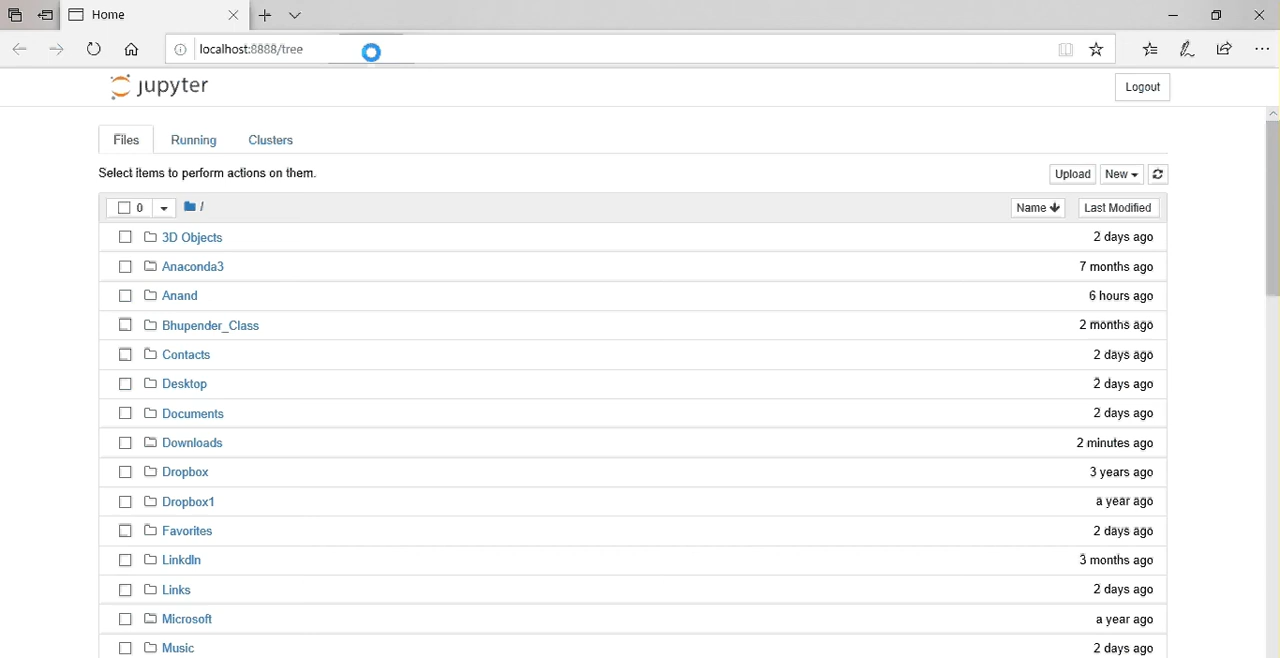 Home
localhost:8888/tree
jupyter
Logout
Files Running Clusters
Select items to perform actions on them.
Upload New
0 / Name Last Modified
3D Objects 2 days ago
Anaconda3 7 months ago
Anand 6 hours ago
Bhupender_Class 2 months ago
Contacts 2 days ago
Desktop 2 days ago
Documents 2 days ago
Downloads 2 minutes ago
Dropbox 3 years ago
Dropbox1 a year ago
Favorites 2 days ago
LinkdIn 3 months ago
Links 2 days ago
Microsoft a year ago
Music 2 days ago